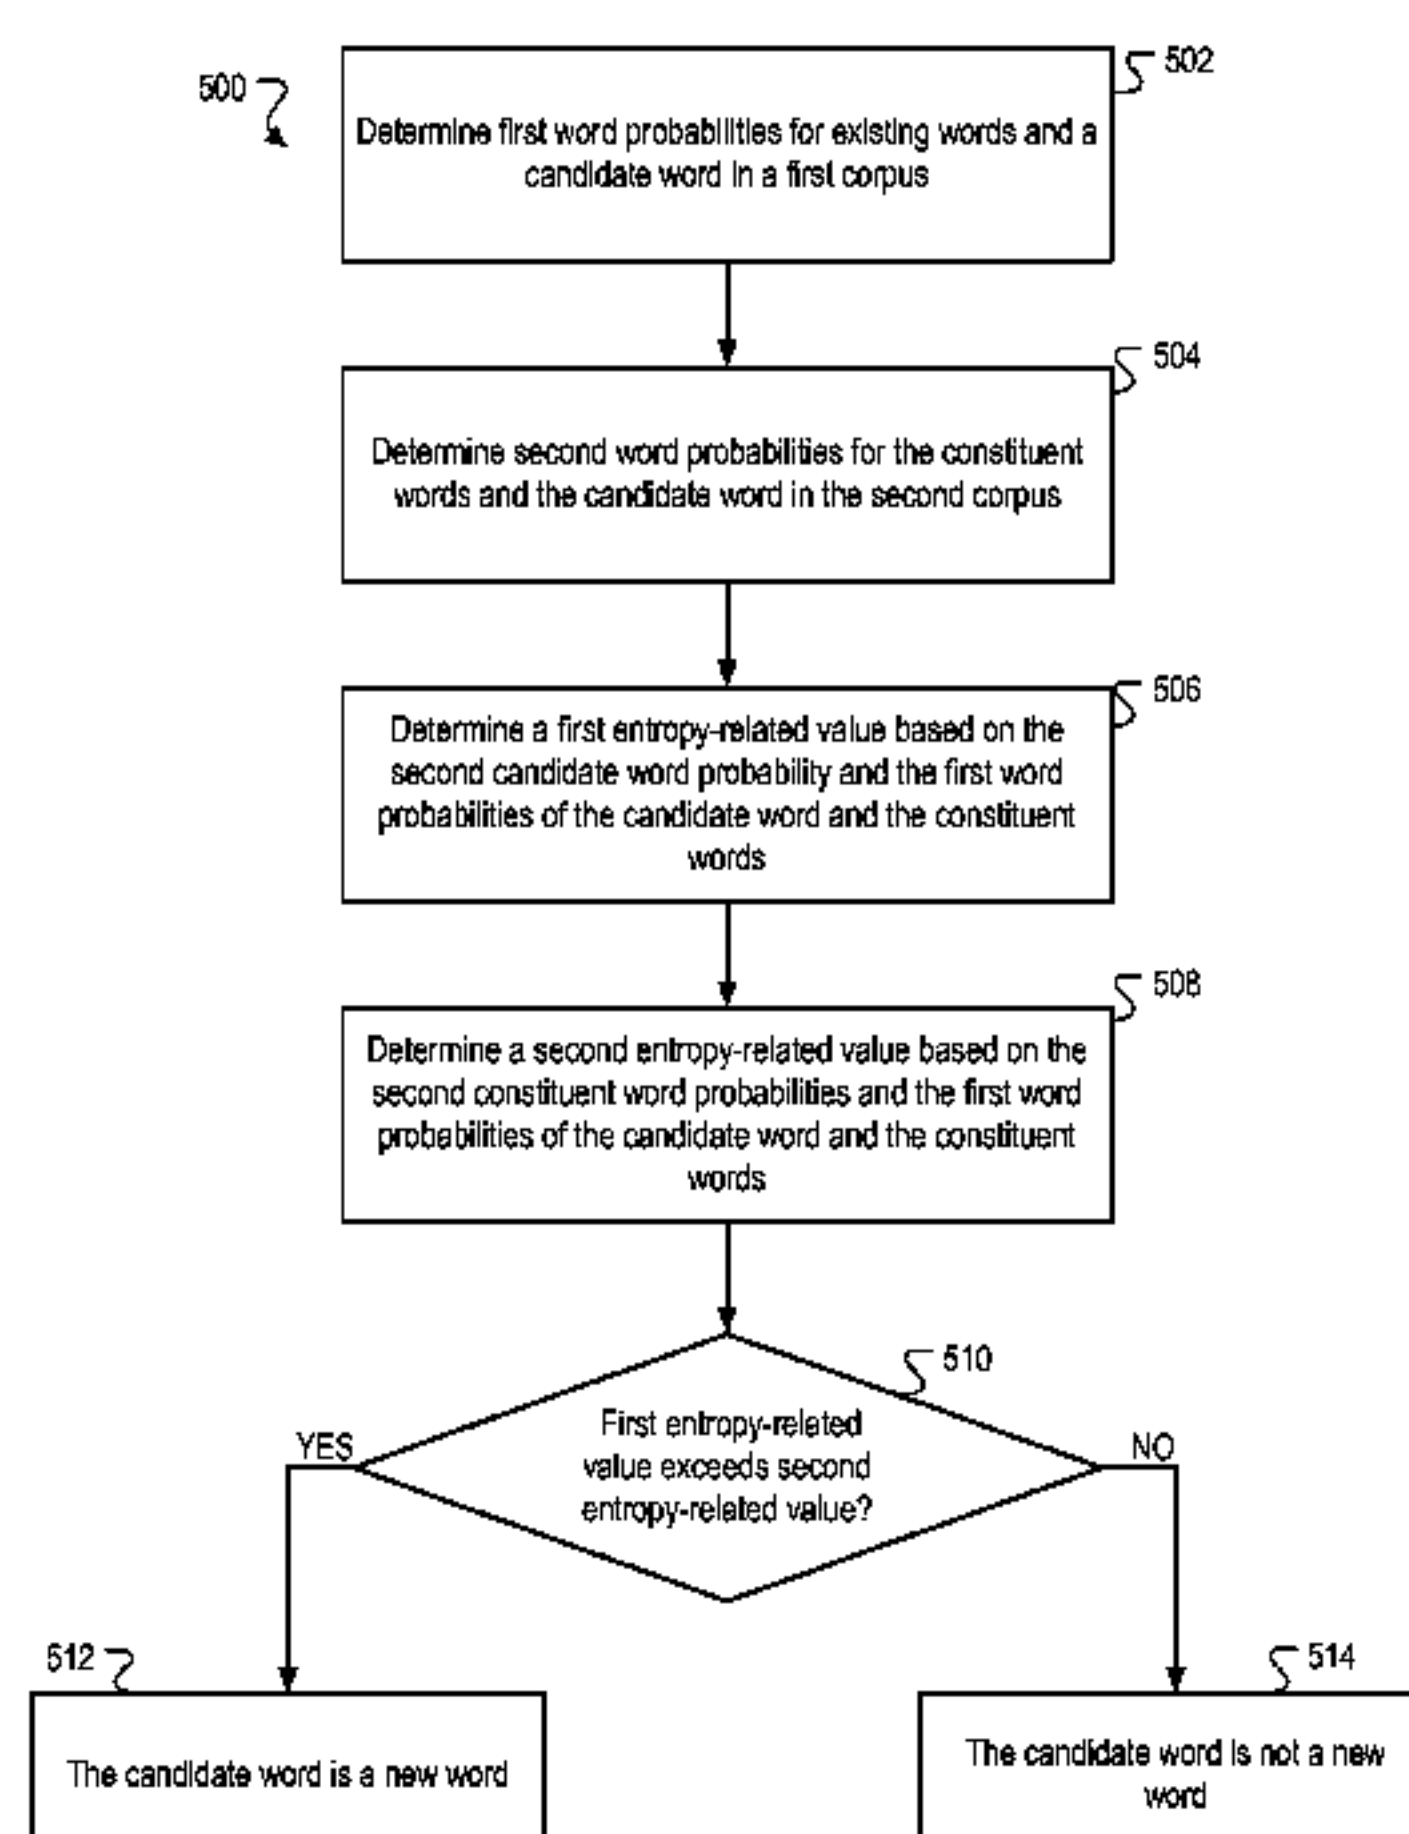 500
502
Determine first word probabilities for existing words and a
candidate word in a first corpus
504
Determine second word probabilities for the constituent
words and the candidate word in the second corpus
506
Determine a first entropy-related value based on the
second candidate word probability and the first word
probabilities of the candidate word and the constituent
words
508
Determine a second entropy-related value based on the
second constituent word probabilities and the first word
probabilities of the candidate word and the constituent
words
510
First entropy-related
value exceeds second
entropy-related value?
YES
NO
512
The candidate word is a new word
514
The candidate word is not a new
word